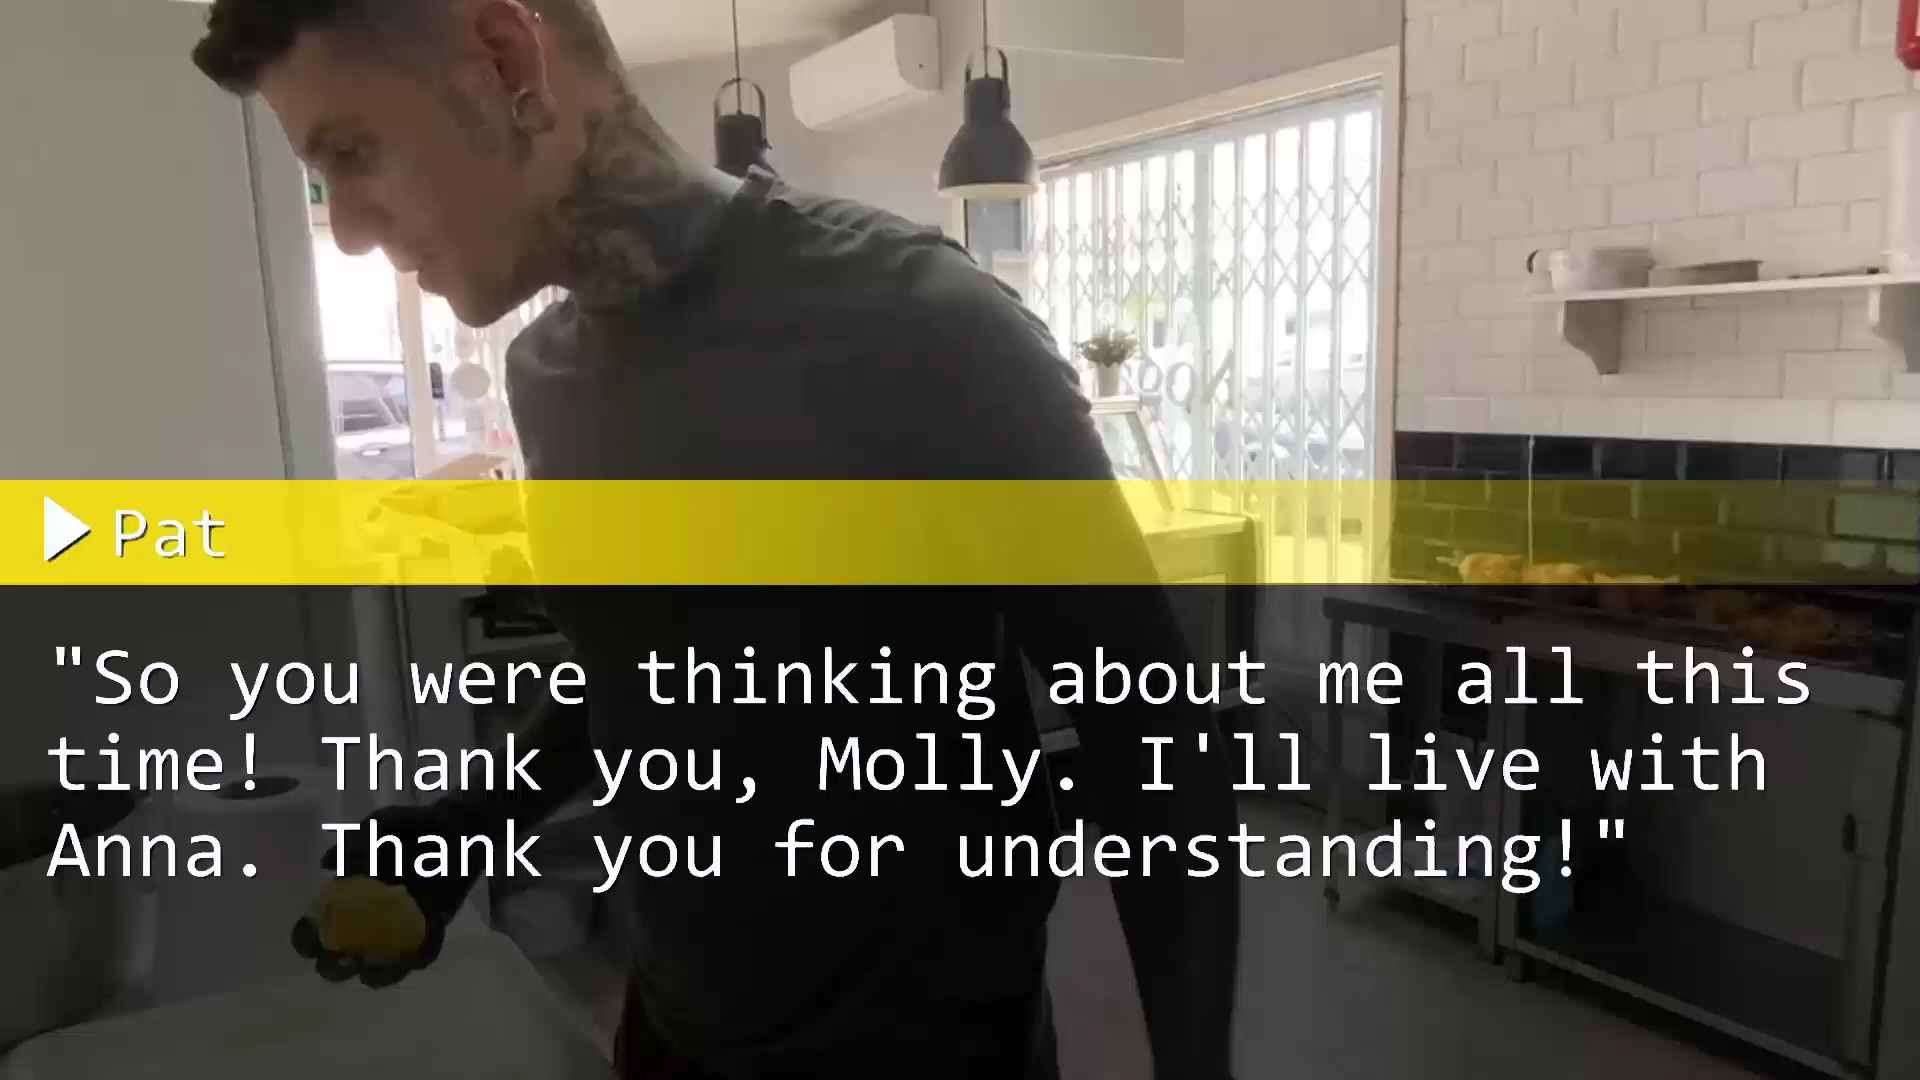 Pat
"So you were thinking about me all this
time! Thank you, Molly. I'll live with
Anna. Thank you for understanding!"